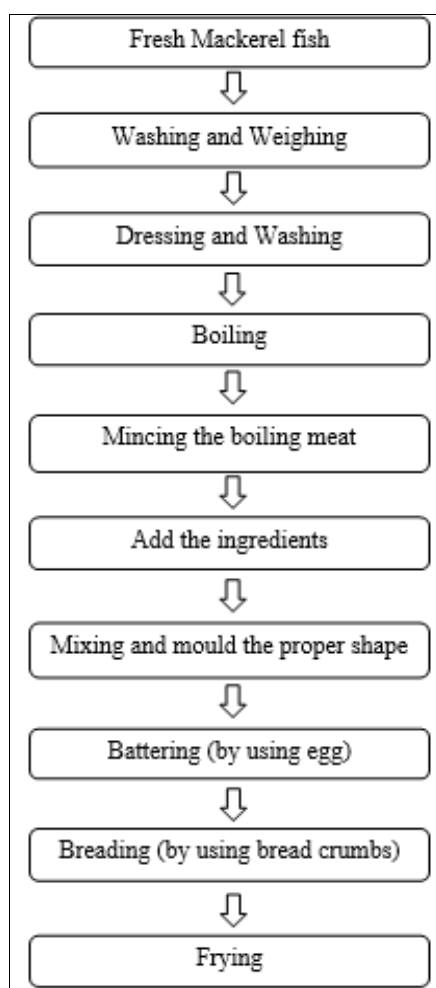 Fresh Mackerel fish
Washing and Weighing
Dressing and Washing
Boiling
Mincing the boiling meat
Add the ingredients
Mixing and mould the proper shape
Battering (by using egg)
Breading (by using bread crumbs)
Frying